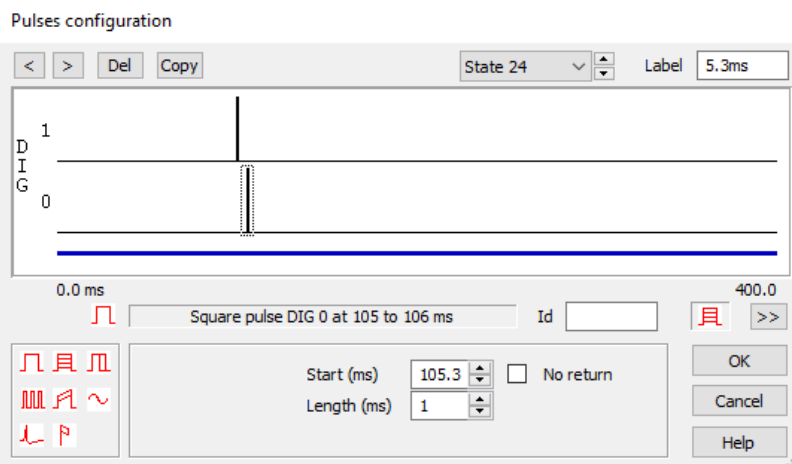 Pulses configuration
< > Del Copy State 24 Label 5.3ms
1
DIG
0
0.0 ms 400.0
Square pulse DIG 0 at 105 to 106 ms Id >>
Start (ms) 105.3 No return OK
Length (ms) 1 Cancel
Help